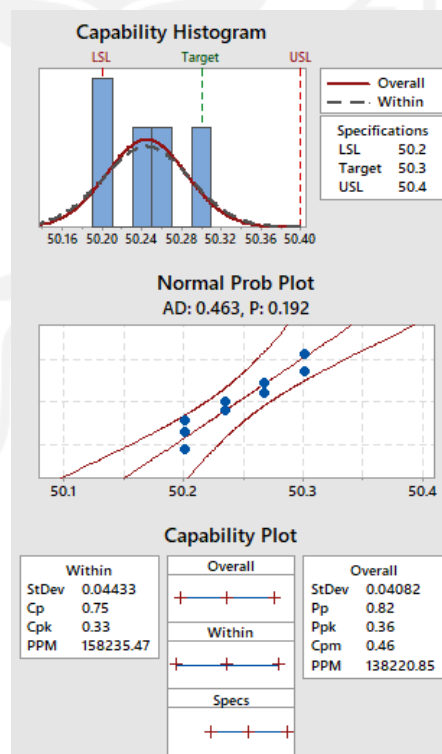 Capability Histogram
LSL Target USL
Overall
Within
Specifications
LSL 50.2
Target 50.3
USL 50.4
50.16 50.20 50.24 50.28 50.32 50.36 50.40
Normal Prob Plot
AD: 0.463, P: 0.192
50.1 50.2 50.3 50.4
Capability Plot
Within
StDev 0.04433
Cp 0.75
Cpk 0.33
PPM 158235.47
Overall
Within
Specs
Overall
StDev 0.04082
Pp 0.82
Ppk 0.36
Cpm 0.46
PPM 138220.85